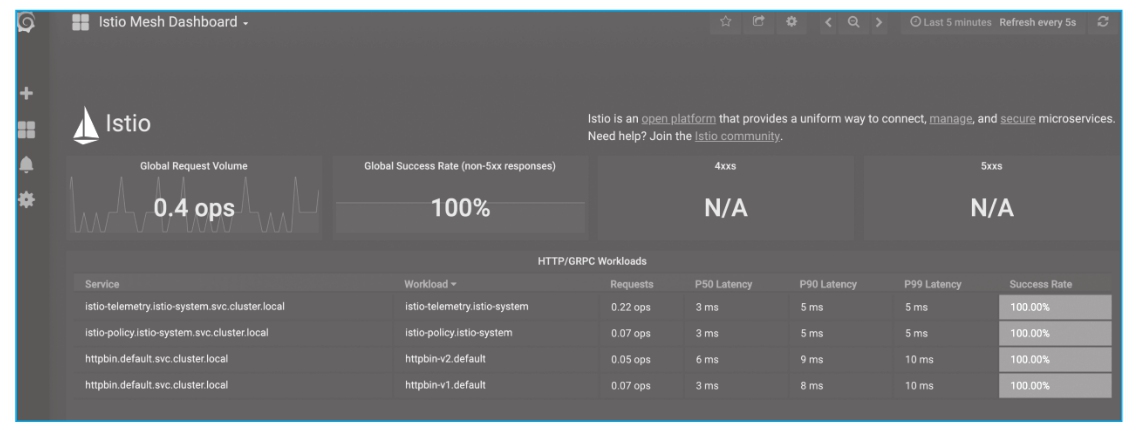 Istio Mesh Dashboard
Last 5 minutes Refresh every 5s
Istio
Istio is an open platform that provides a uniform way to connect, manage, and secure microservices.
Need help? Join the Istio community.
Global Request Volume
0.4 ops
Global Success Rate (non-5xx responses)
100%
4xxs
N/A
5xxs
N/A
HTTP/GRPC Workloads
Service Workload Requests P50 Latency P90 Latency P99 Latency Success Rate
istio-telemetry.istio-system.svc.cluster.local istio-telemetry.istio-system 0.22 ops 3 ms 5 ms 5 ms 100.00%
istio-policy.istio-system.svc.cluster.local istio-policy.istio-system 0.07 ops 3 ms 5 ms 5 ms 100.00%
httpbin.default.svc.cluster.local httpbin-v2.default 0.05 ops 6 ms 9 ms 10 ms 100.00%
httpbin.default.svc.cluster.local httpbin-v1.default 0.07 ops 3 ms 8 ms 10 ms 100.00%